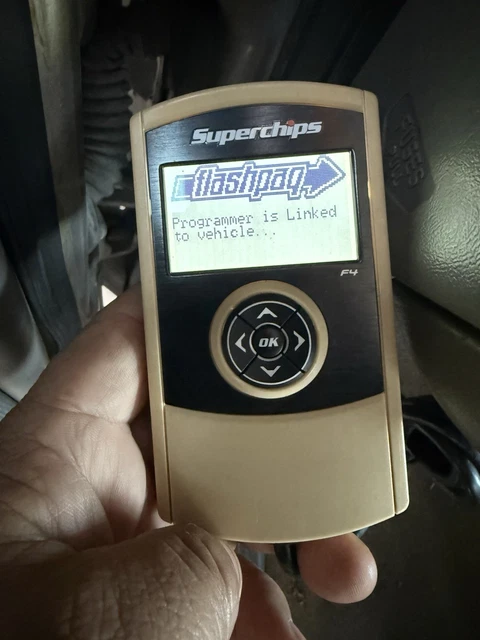 Superchips
flashpaq
Programmer is Linked
to vehicle...
F4
OK